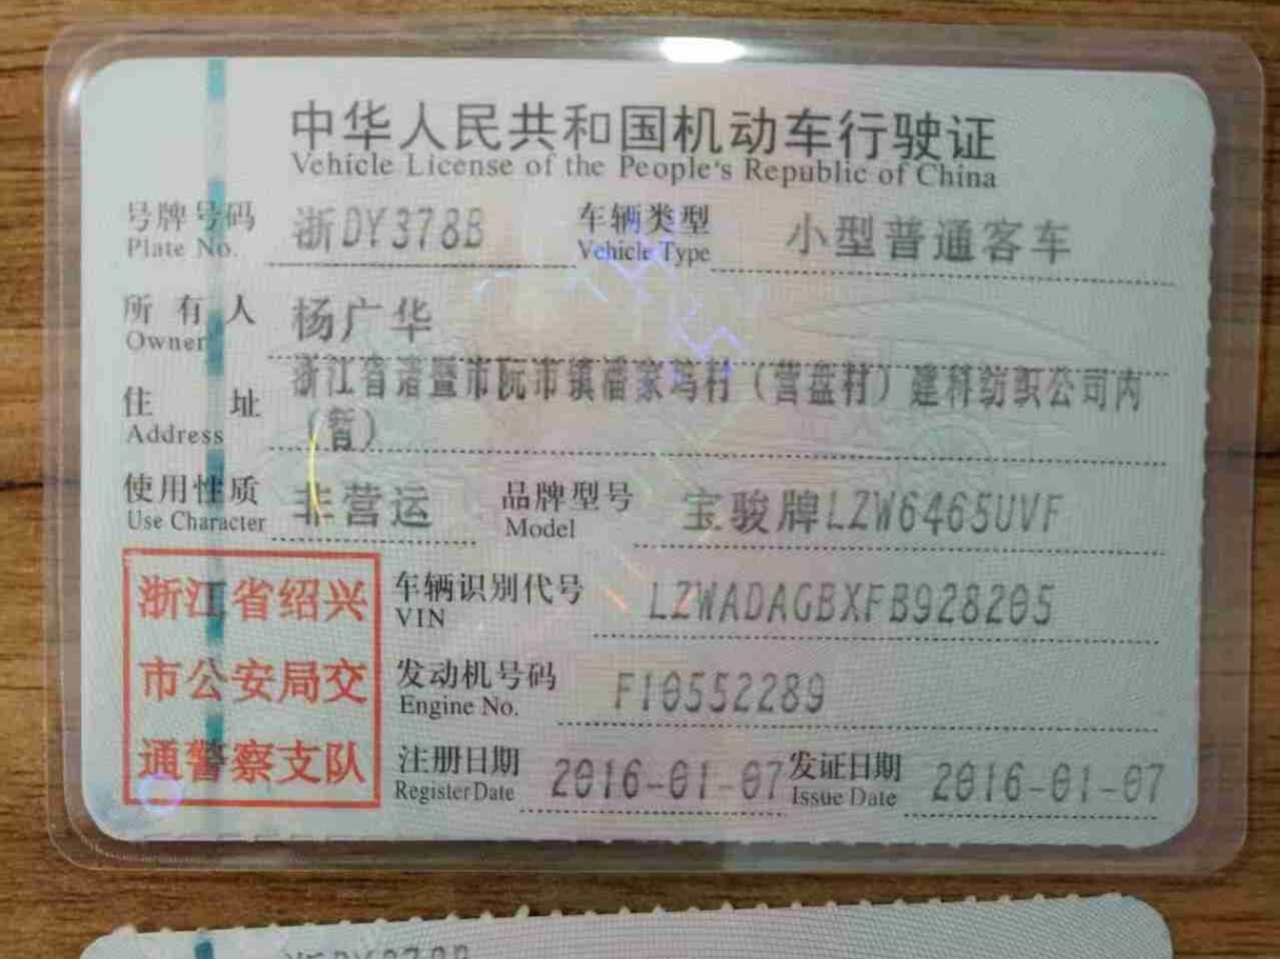 中华人民共和国机动车行驶证
Vehicle License of the People's Republic of China
号牌号码 浙DY378B 车辆类型 小型普通客车
Plate No. Vehicle Type
所有人 杨广华
Owner
浙江省诸暨市阮市镇潘家坞村（营盘村）建科纺织公司内
住址 （暂）
Address
使用性质 非营运 品牌型号 宝骏牌LZW6465UVF
Use Character Model
浙江省绍兴
市公安局交
通警察支队
车辆识别代号 LZWADAGBXFB928205
VIN
发动机号码 F10552289
Engine No.
注册日期 2016-01-07 发证日期 2016-01-07
Register Date Issue Date
浙DY378B